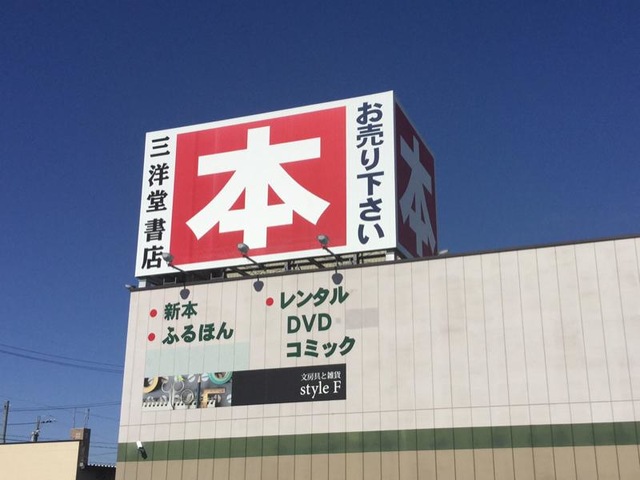 三洋堂書店
本
お売り下さい
本
新本
ふるほん
レンタル
DVD
コミック
文房具と雑貨
style F